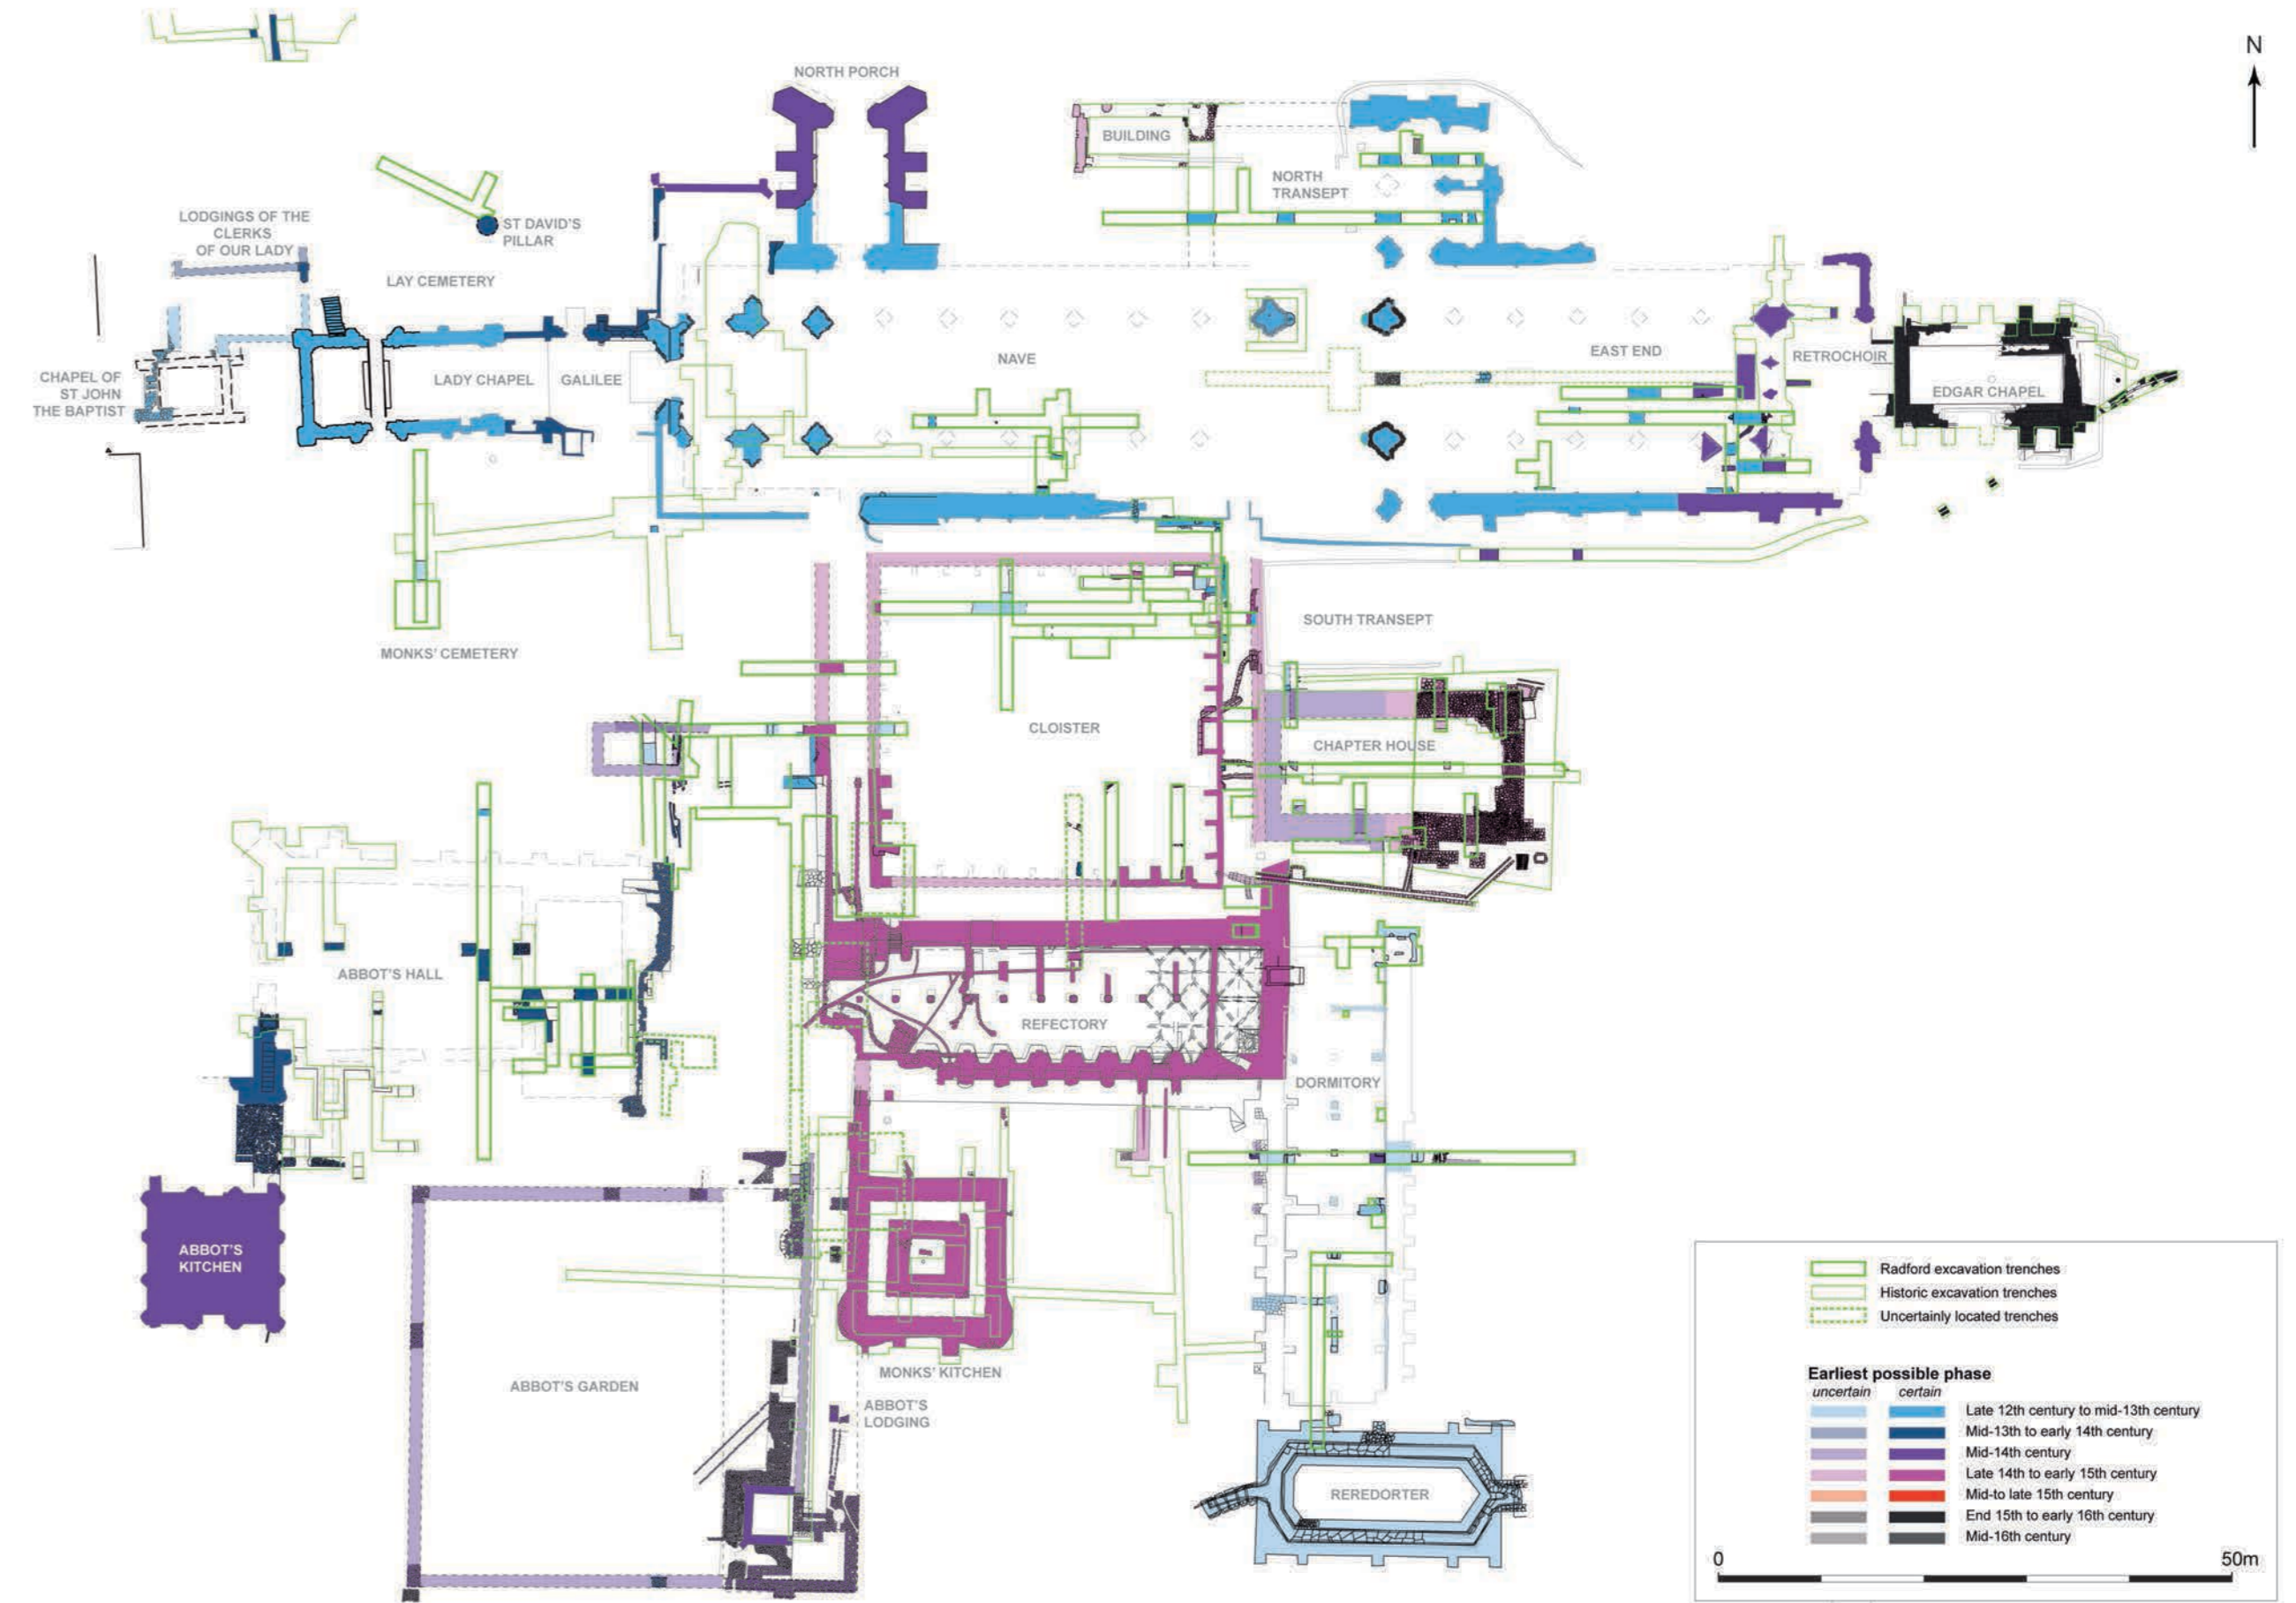 N
NORTH PORCH
BUILDING
NORTH
TRANSEPT
LODGINGS OF THE
CLERKS
OF OUR LADY
ST DAVID'S
PILLAR
LAY CEMETERY
CHAPEL OF
ST JOHN
THE BAPTIST
LADY CHAPEL
GALILEE
NAVE
EAST END
RETROCHOIR
EDGAR CHAPEL
MONKS' CEMETERY
SOUTH TRANSEPT
CLOISTER
CHAPTER HOUSE
ABBOT'S HALL
REFECTORY
DORMITORY
ABBOT'S
KITCHEN
ABBOT'S GARDEN
MONKS' KITCHEN
ABBOT'S
LODGING
REREDORTER
Radford excavation trenches
Historic excavation trenches
Uncertainly located trenches
Earliest possible phase
uncertain certain
Late 12th century to mid-13th century
Mid-13th to early 14th century
Mid-14th century
Late 14th to early 15th century
Mid-to late 15th century
End 15th to early 16th century
Mid-16th century
0 50m